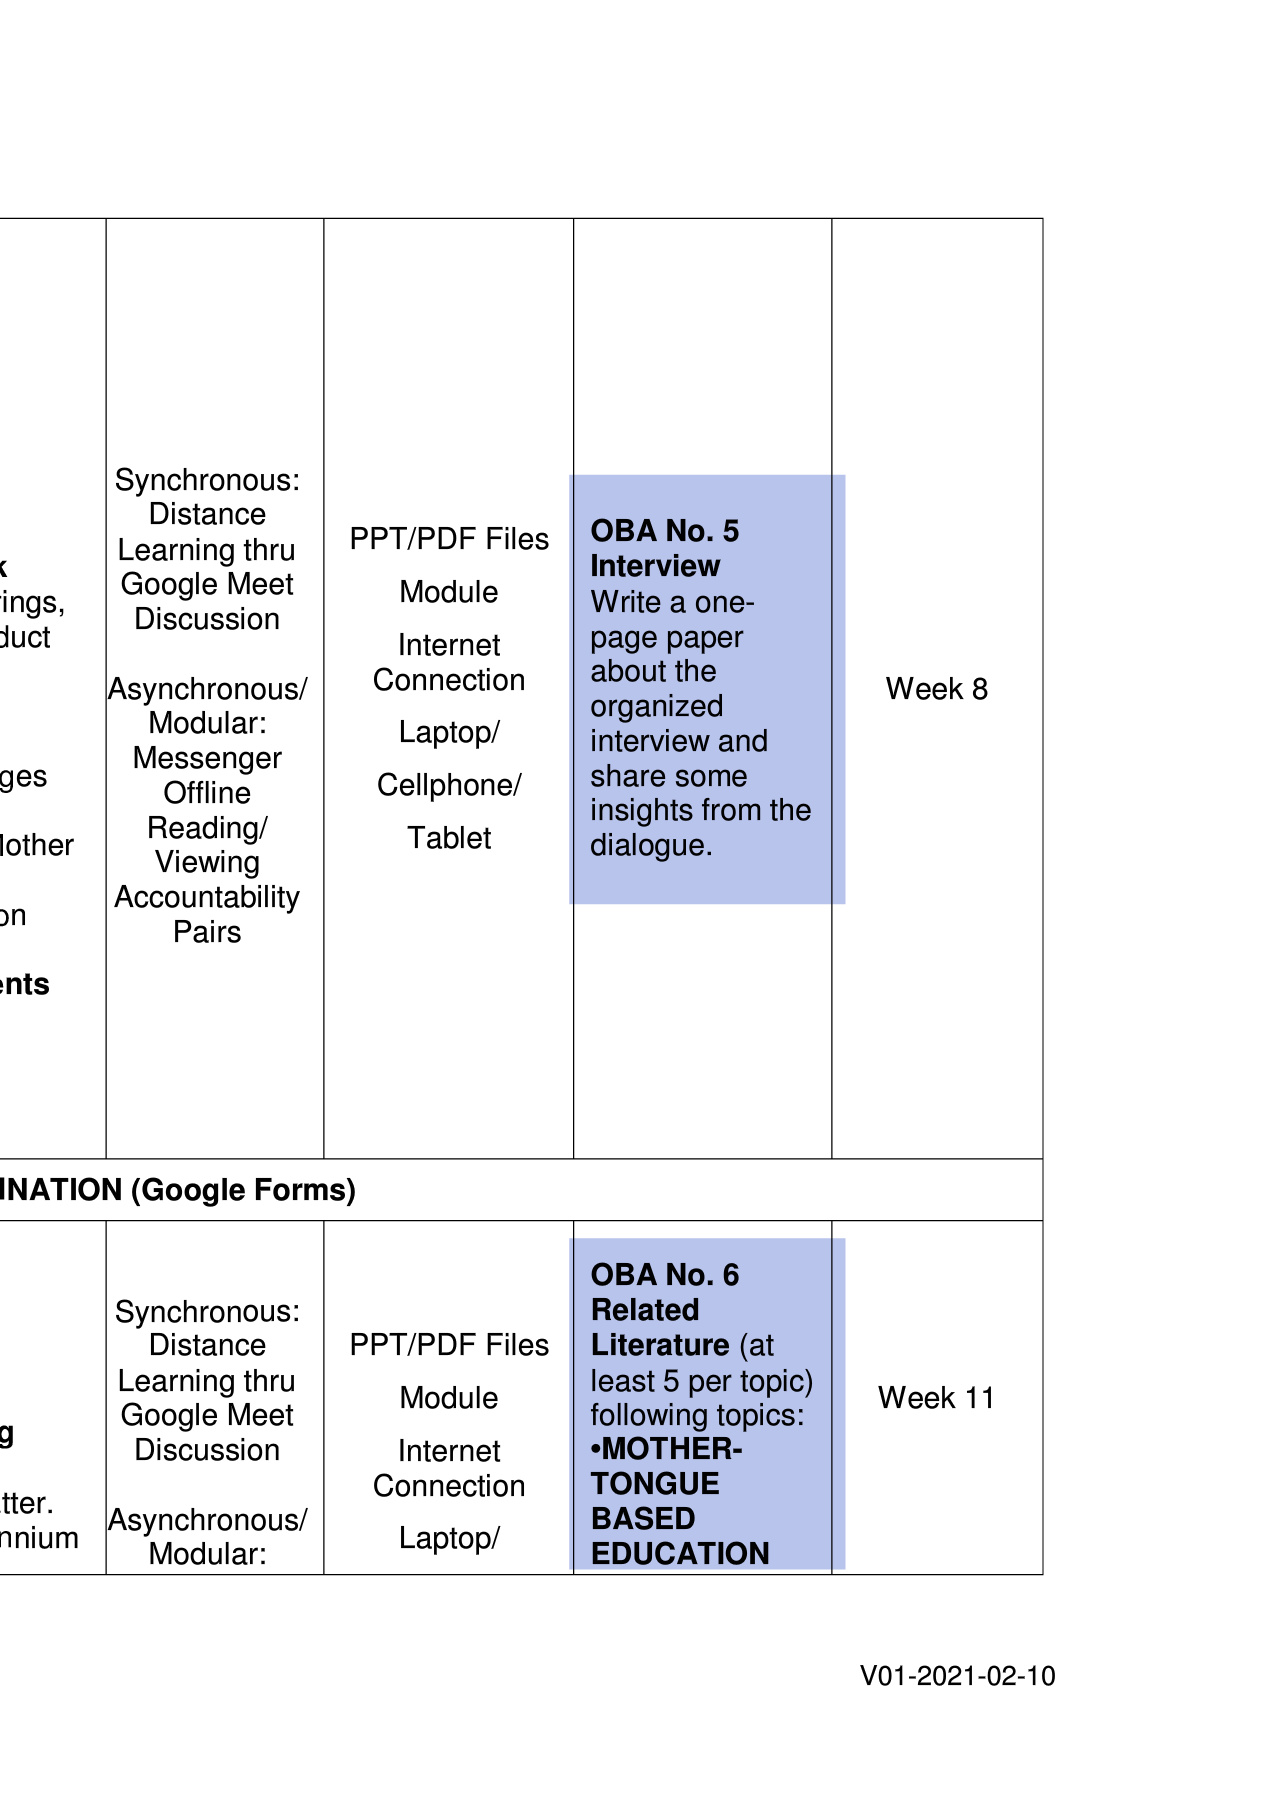 k
rings,
duct
ges
other
on
ents
Synchronous:
Distance
Learning thru
Google Meet
Discussion
Asynchronous/
Modular:
Messenger
Offline
Reading/
Viewing
Accountability
Pairs
PPT/PDF Files
Module
Internet
Connection
Laptop/
Cellphone/
Tablet
OBA No. 5
Interview
Write a one-
page paper
about the
organized
interview and
share some
insights from the
dialogue.
Week 8
INATION (Google Forms)
g
tter.
nnium
Synchronous:
Distance
Learning thru
Google Meet
Discussion
Asynchronous/
Modular:
PPT/PDF Files
Module
Internet
Connection
Laptop/
OBA No. 6
Related
Literature (at
least 5 per topic)
following topics:
•MOTHER-
TONGUE
BASED
EDUCATION
Week 11
V01-2021-02-10